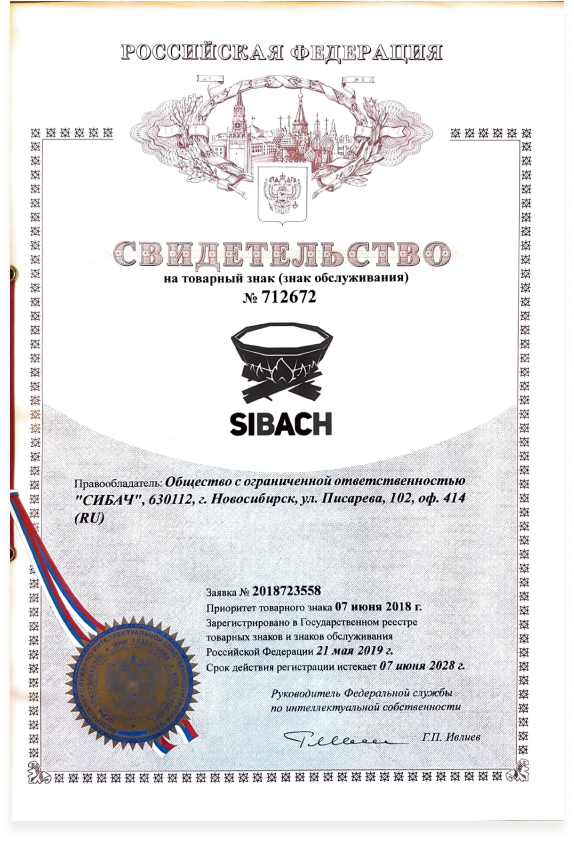 РОССИЙСКАЯ ФЕДЕРАЦИЯ
СВИДЕТЕЛЬСТВО
на товарный знак (знак обслуживания)
№ 712672
SIBACH
Правообладатель: Общество с ограниченной ответственностью
"СИБАЧ", 630112, г. Новосибирск, ул. Писарева, 102, оф. 414
(RU)
Заявка № 2018723558
Приоритет товарного знака 07 июня 2018 г.
Зарегистрировано в Государственном реестре
товарных знаков и знаков обслуживания
Российской Федерации 21 мая 2019 г.
Срок действия регистрации истекает 07 июня 2028 г.
Руководитель Федеральной службы
по интеллектуальной собственности
Г.П. Ивлиев